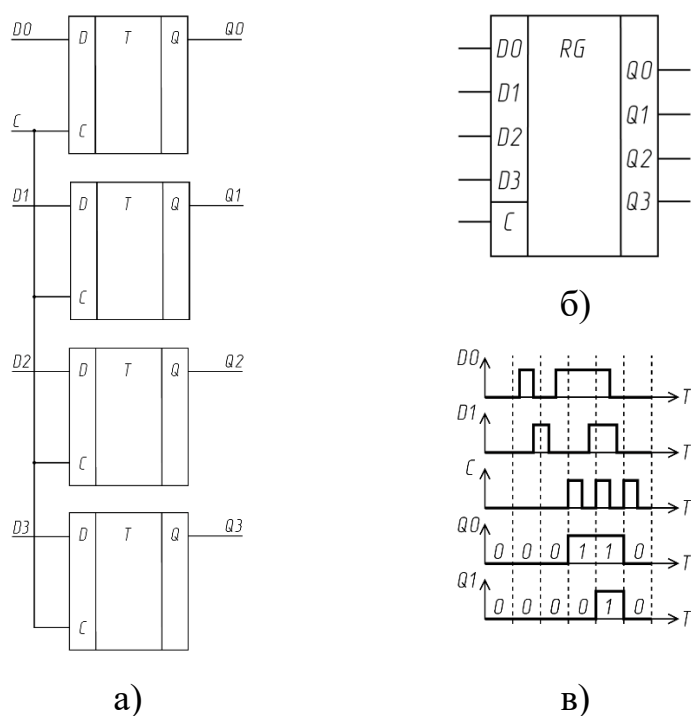 D0 D T Q Q0
C C
D1 D T Q Q1
C
D2 D T Q Q2
C
D3 D T Q Q3
C
а)
D0 RG Q0
D1 Q1
D2 Q2
D3 Q3
C
б)
D0 T
D1 T
C T
Q0 0 0 0 1 1 0 T
Q1 0 0 0 0 1 0 T
в)